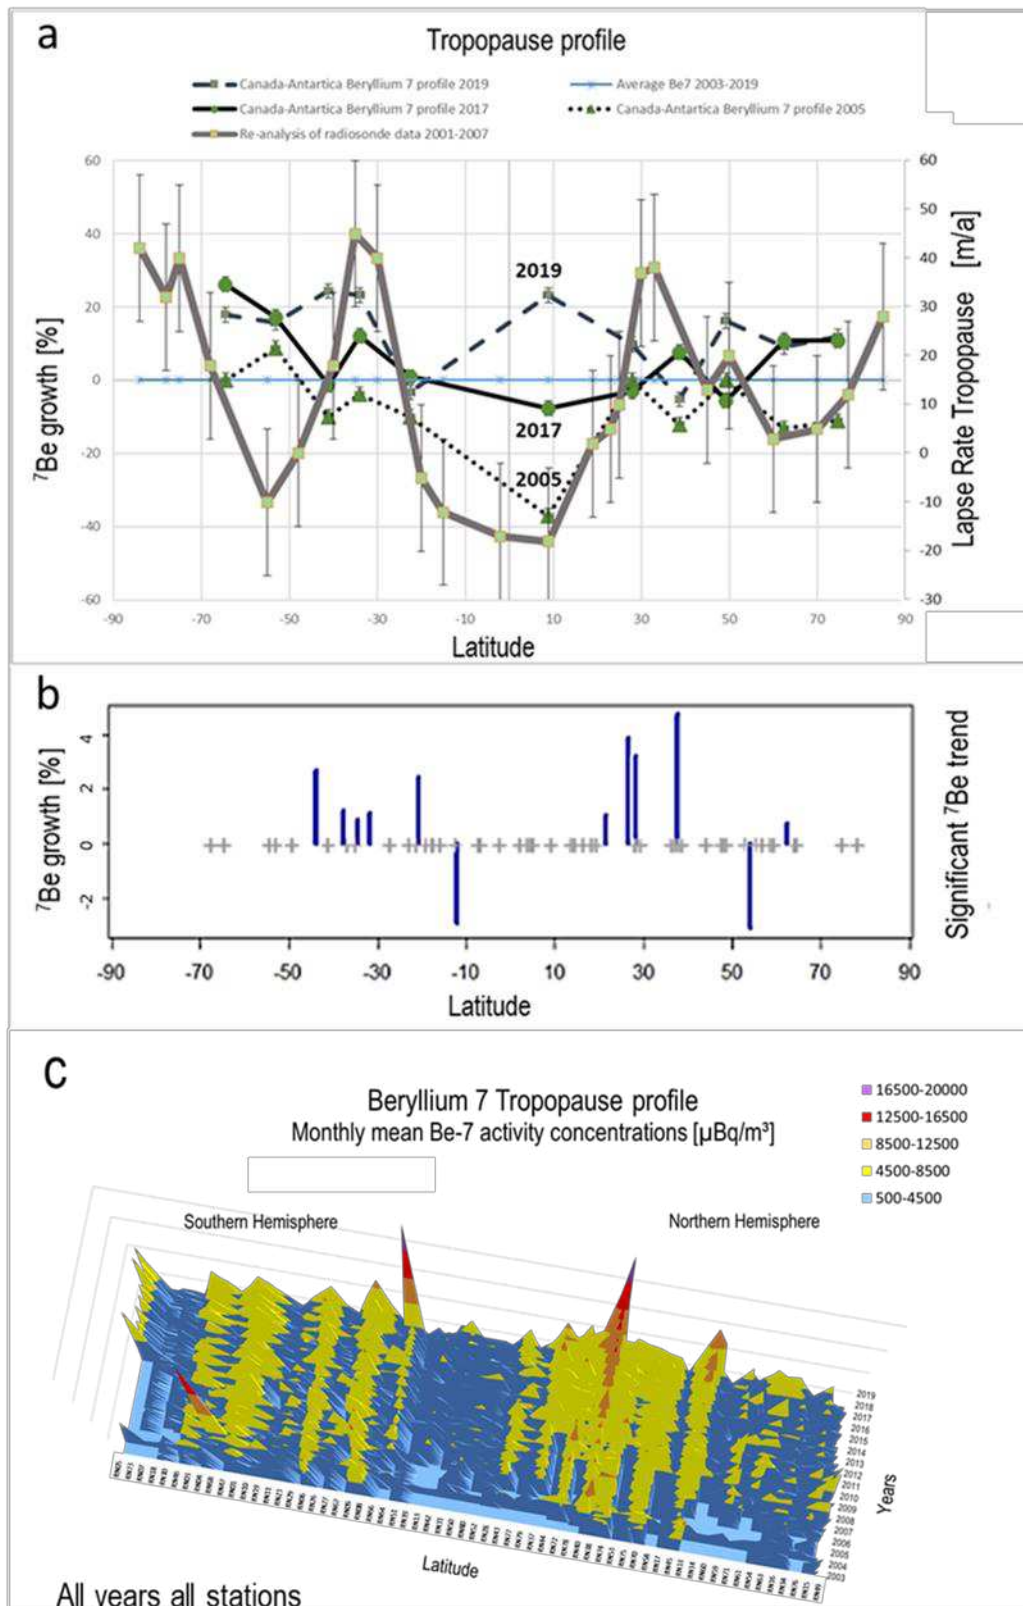 a
Tropopause profile
Canada-Antartica Beryllium 7 profile 2019
Average Be7 2003-2019
Canada-Antartica Beryllium 7 profile 2017
Canada-Antartica Beryllium 7 profile 2005
Re-analysis of radiosonde data 2001-2007
60
40
20
0
-20
-40
-60
⁷Be growth [%]
60
50
40
30
20
10
0
-10
-20
-30
Lapse Rate Tropopause [m/a]
2019
2017
2005
-90 -70 -50 -30 -10 10 30 50 70 90
Latitude
b
⁷Be growth [%]
4
2
0
-2
Significant ⁷Be trend
-90 -70 -50 -30 -10 10 30 50 70 90
Latitude
c
Beryllium 7 Tropopause profile
Monthly mean Be-7 activity concentrations [µBq/m³]
16500-20000
12500-16500
8500-12500
4500-8500
500-4500
Southern Hemisphere
Northern Hemisphere
2019
2018
2017
2016
2015
2014
2013
2012
2011
2010
2009
2008
2007
2006
2005
2004
2003
Years
Latitude
All years all stations